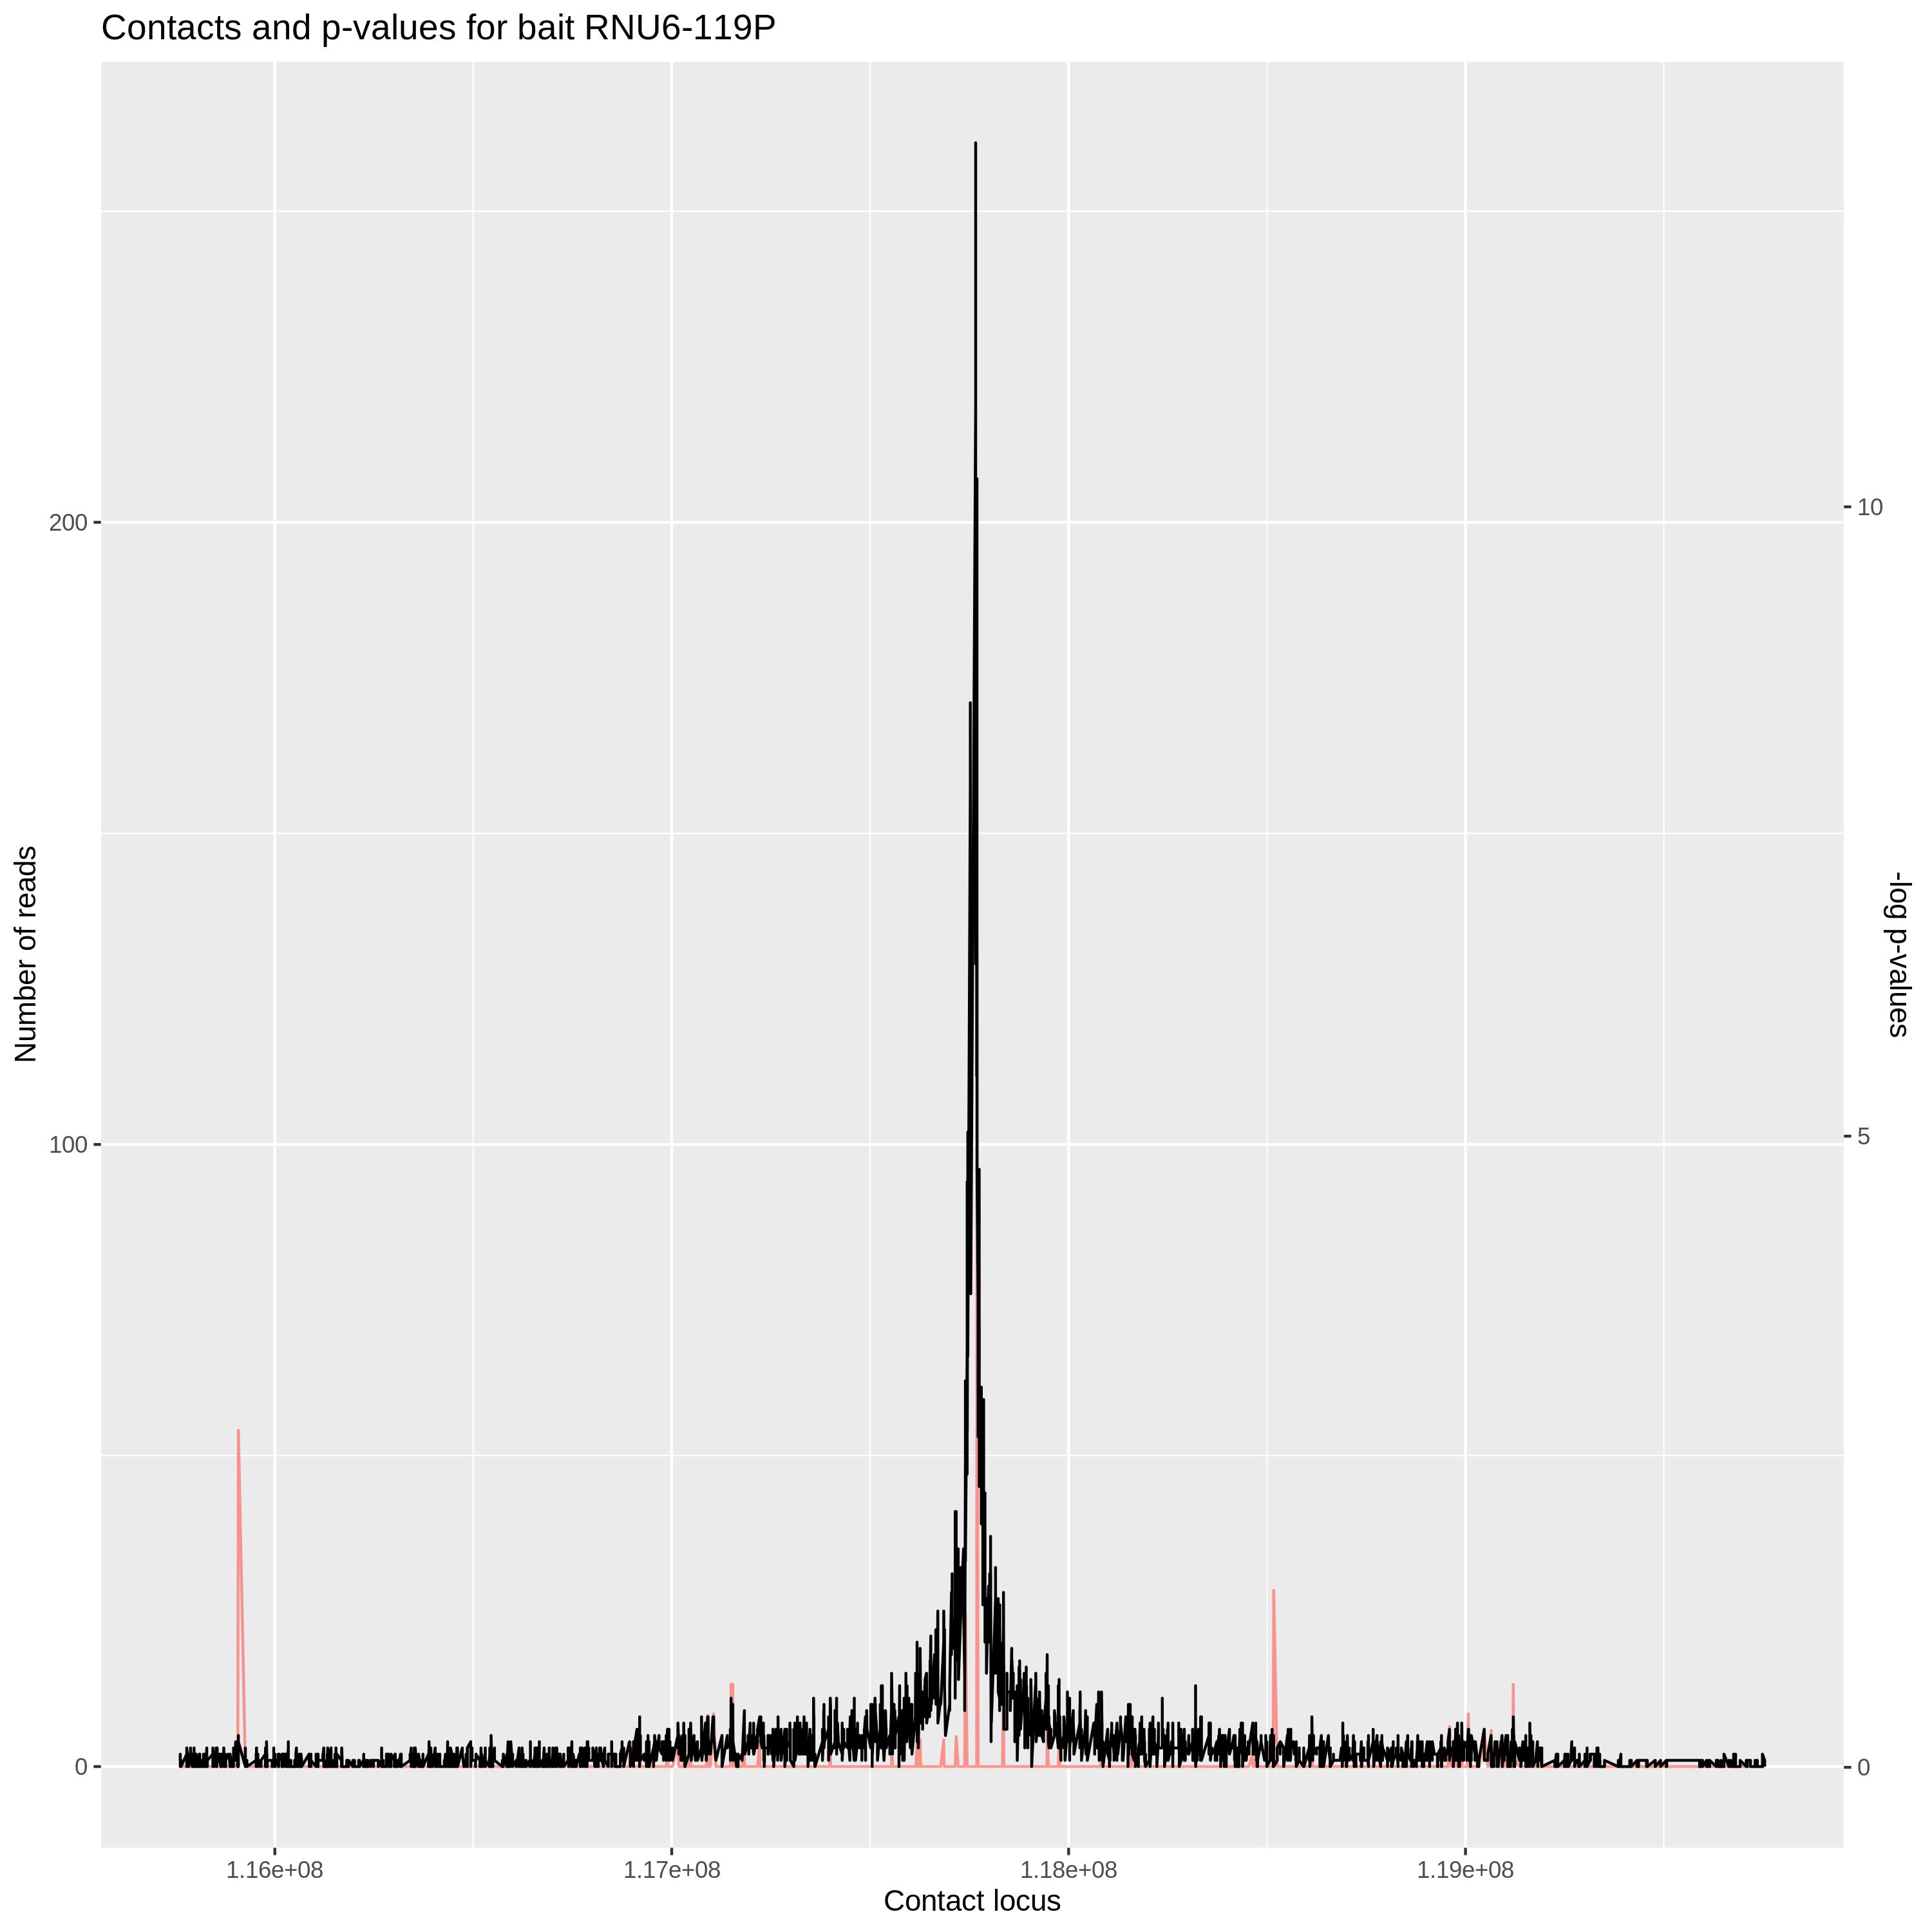 Contacts and p-values for bait RNU6-119P
200
100
0
Number of reads
10
5
0
-log p-values
1.16e+08
1.17e+08
1.18e+08
1.19e+08
Contact locus